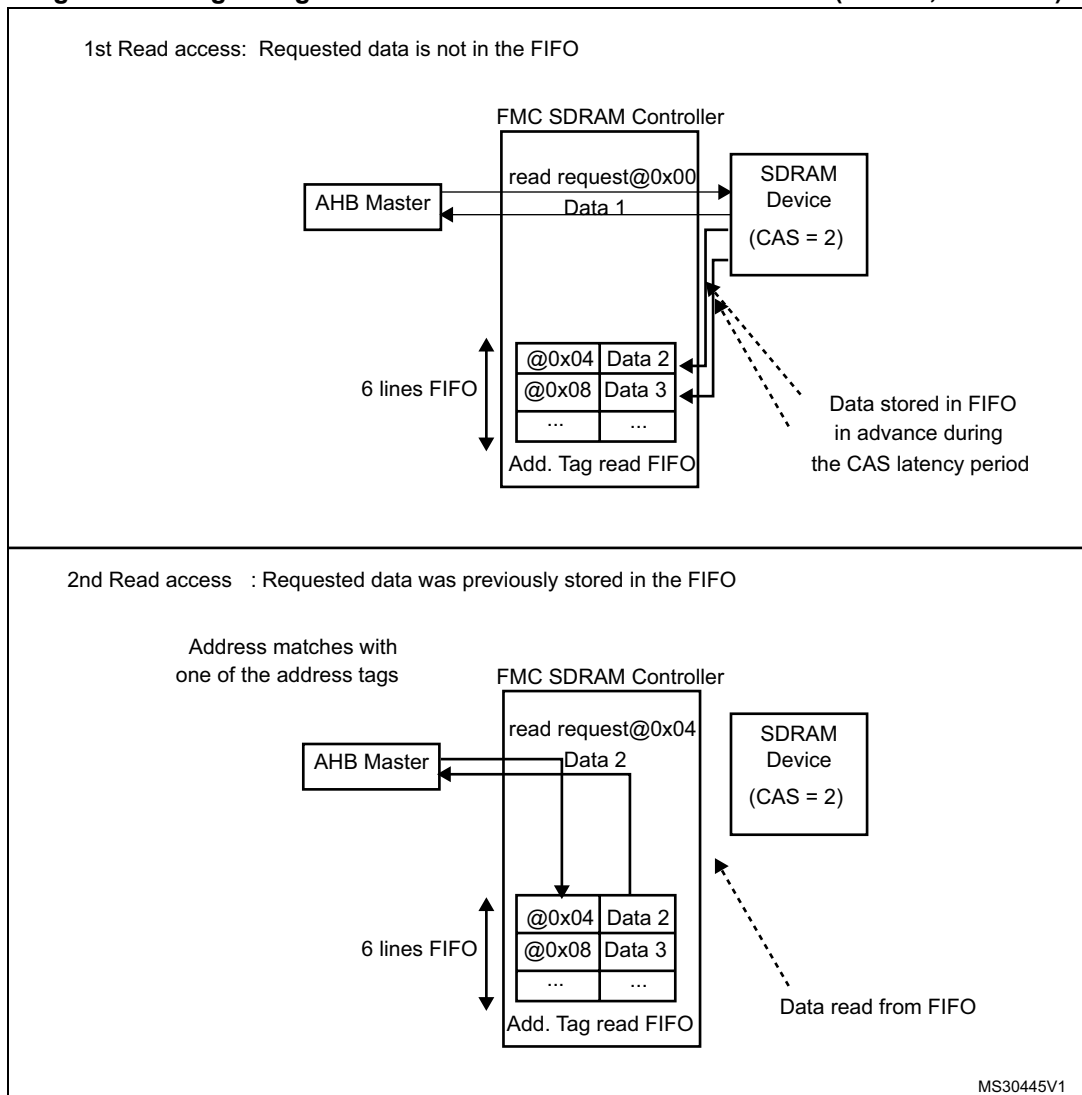 1st Read access: Requested data is not in the FIFO
FMC SDRAM Controller
read request@0x00
Data 1
AHB Master
SDRAM
Device
(CAS = 2)
6 lines FIFO
@0x04 Data 2
@0x08 Data 3
... ...
Add. Tag read FIFO
Data stored in FIFO
in advance during
the CAS latency period
2nd Read access : Requested data was previously stored in the FIFO
Address matches with
one of the address tags
FMC SDRAM Controller
read request@0x04
Data 2
AHB Master
SDRAM
Device
(CAS = 2)
6 lines FIFO
@0x04 Data 2
@0x08 Data 3
... ...
Add. Tag read FIFO
Data read from FIFO
MS30445V1